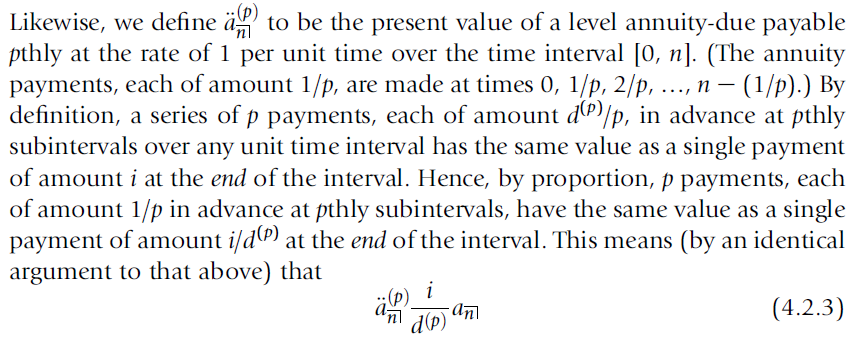 Likewise, we define $\ddot{a}_{\overline{n}|}^{(p)}$ to be the present value of a level annuity-due payable
pthly at the rate of 1 per unit time over the time interval [0, n]. (The annuity
payments, each of amount 1/p, are made at times 0, 1/p, 2/p, …, n − (1/p).) By
definition, a series of p payments, each of amount $d^{(p)}/p$, in advance at pthly
subintervals over any unit time interval has the same value as a single payment
of amount i at the end of the interval. Hence, by proportion, p payments, each
of amount 1/p in advance at pthly subintervals, have the same value as a single
payment of amount $i/d^{(p)}$ at the end of the interval. This means (by an identical
argument to that above) that
$\ddot{a}_{\overline{n}|}^{(p)} \frac{i}{d^{(p)}} a_{\overline{n}|}$ (4.2.3)